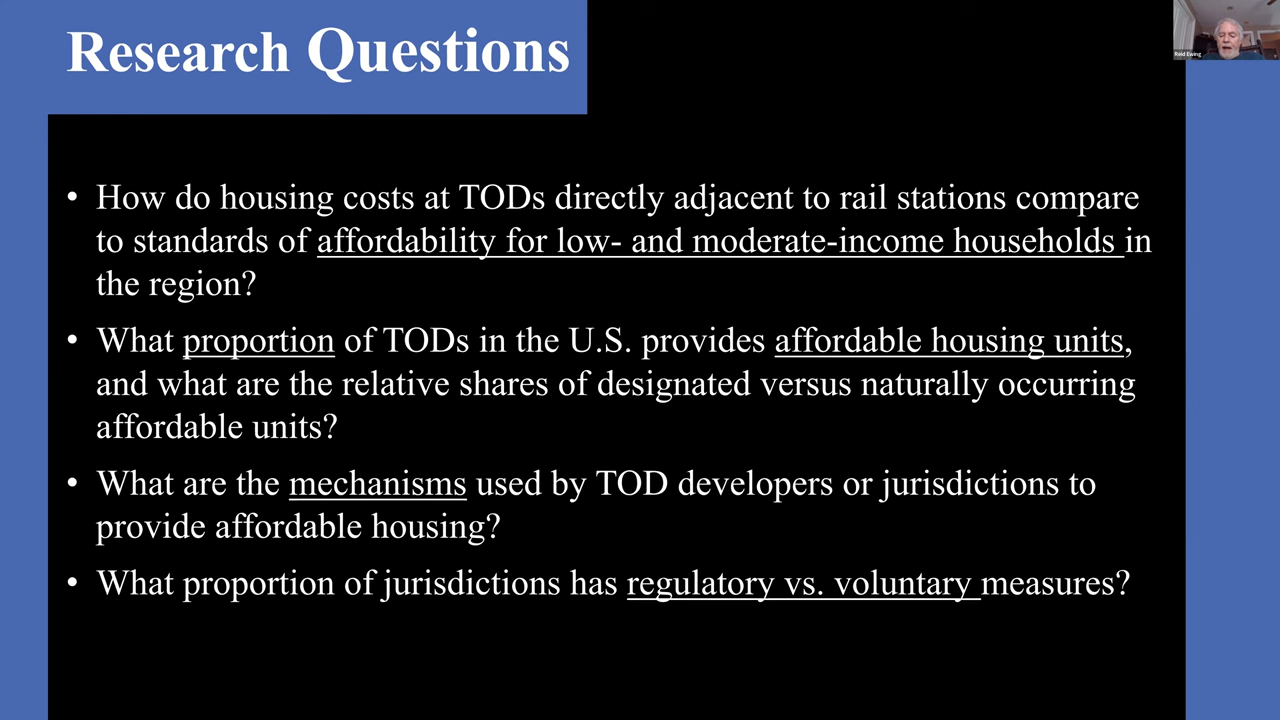 Research Questions
Reid Ewing
• How do housing costs at TODs directly adjacent to rail stations compare
to standards of affordability for low- and moderate-income households in
the region?
• What proportion of TODs in the U.S. provides affordable housing units,
and what are the relative shares of designated versus naturally occurring
affordable units?
• What are the mechanisms used by TOD developers or jurisdictions to
provide affordable housing?
• What proportion of jurisdictions has regulatory vs. voluntary measures?